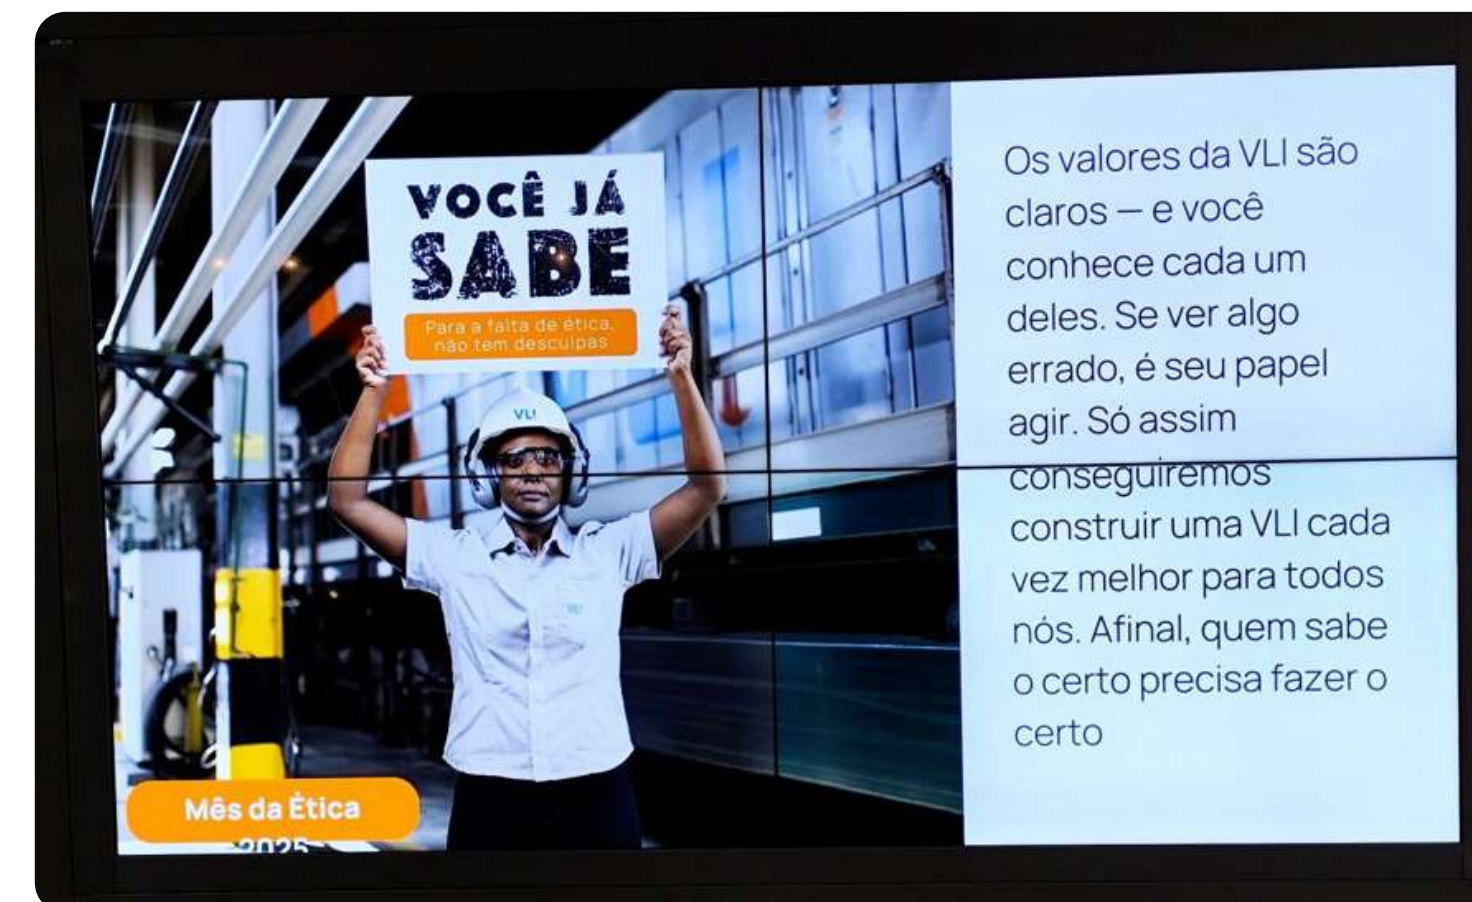 VOCÊ JÁ
SABE
Para a falta de ética,
não tem desculpas
VLI
VLI
Mês da Ética
2025
Os valores da VLI são
claros — e você
conhece cada um
deles. Se ver algo
errado, é seu papel
agir. Só assim
conseguiremos
construir uma VLI cada
vez melhor para todos
nós. Afinal, quem sabe
o certo precisa fazer o
certo